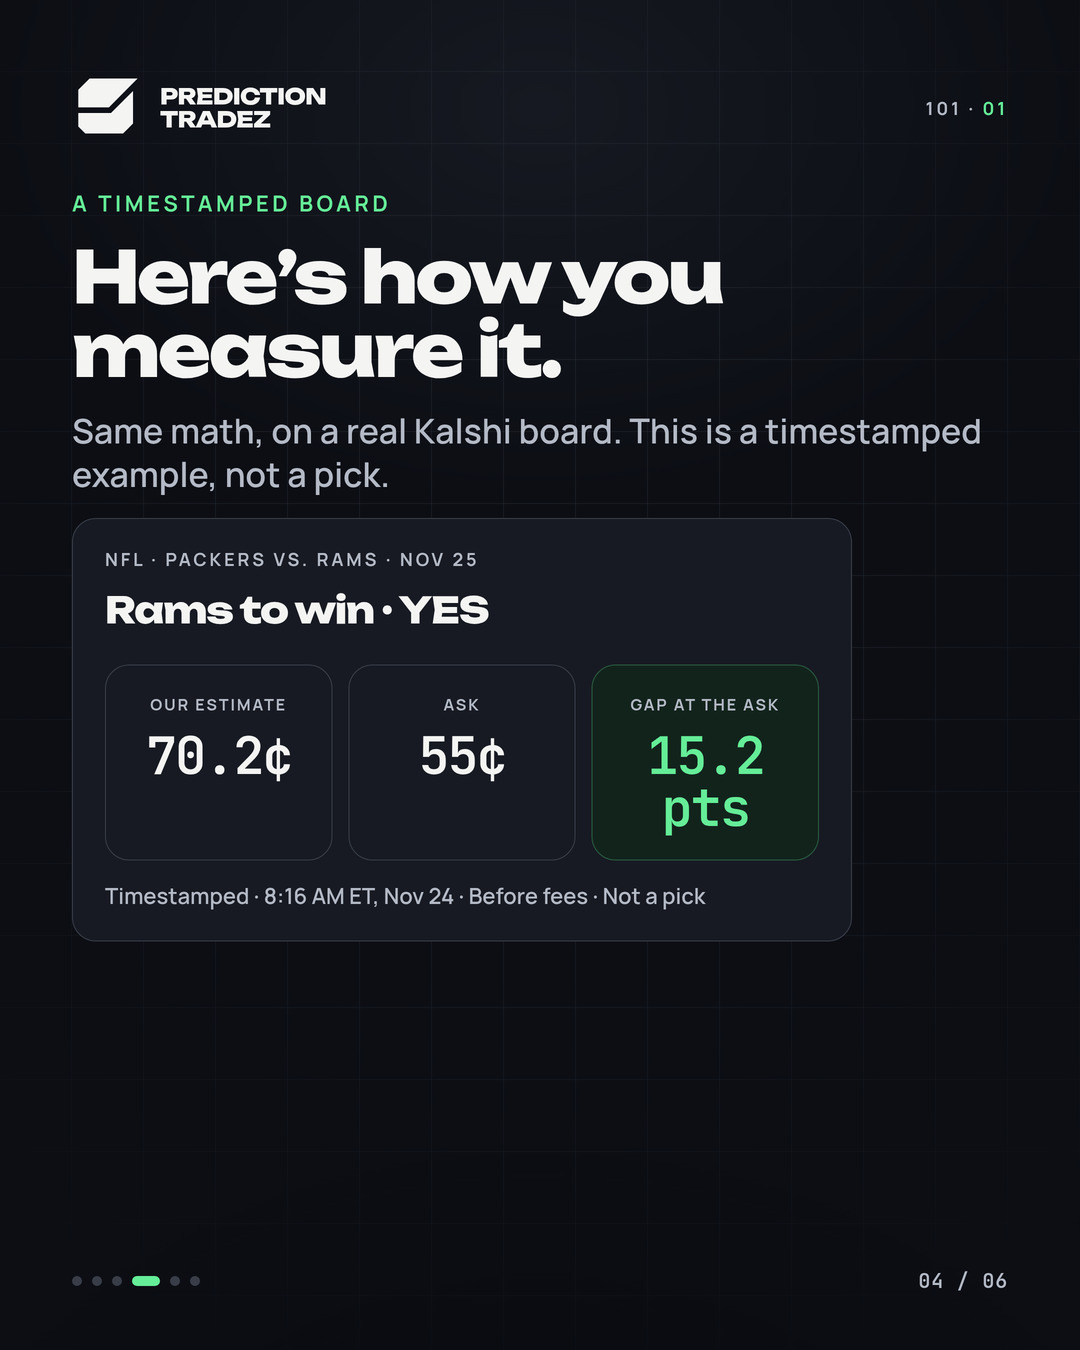 PREDICTION
TRADEZ
101 · 01
A TIMESTAMPED BOARD
Here’s how you
measure it.
Same math, on a real Kalshi board. This is a timestamped
example, not a pick.
NFL · PACKERS VS. RAMS · NOV 25
Rams to win · YES
OUR ESTIMATE
70.2¢
ASK
55¢
GAP AT THE ASK
15.2
pts
Timestamped · 8:16 AM ET, Nov 24 · Before fees · Not a pick
04 / 06